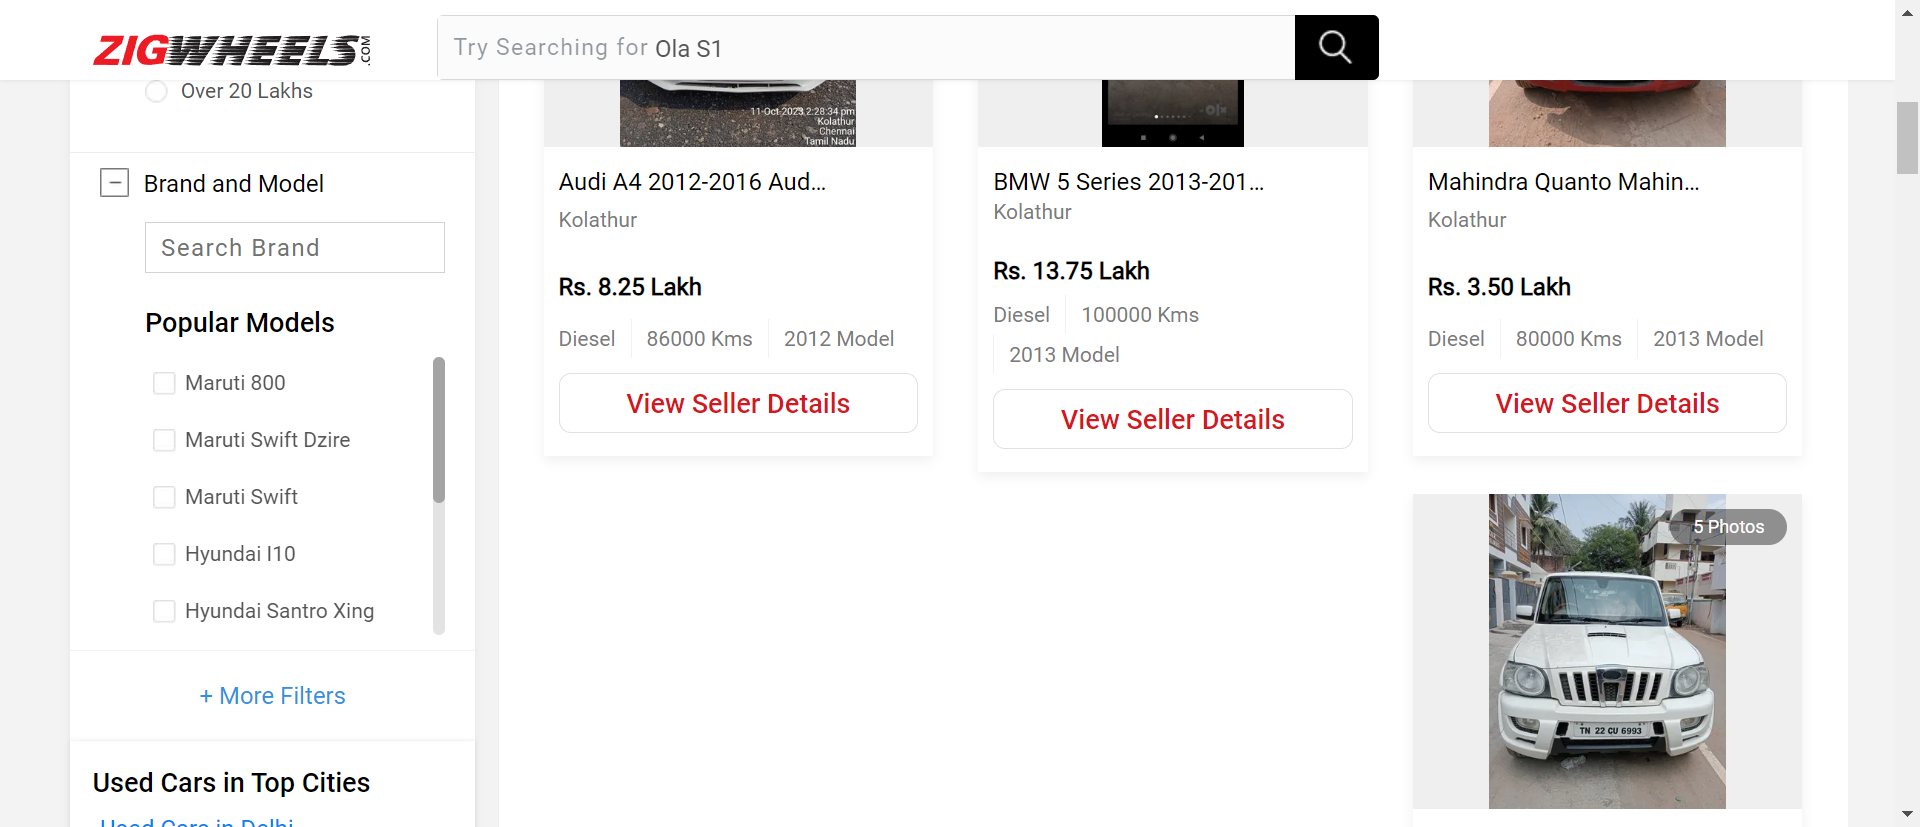 ZIGWHEELS.COM
Try Searching for Ola S1
Over 20 Lakhs
Brand and Model
Search Brand
Popular Models
Maruti 800
Maruti Swift Dzire
Maruti Swift
Hyundai I10
Hyundai Santro Xing
+ More Filters
Used Cars in Top Cities
Used Cars in Delhi
11-Oct-2023 2:28:34 pm
Kolathur
Chennai
Tamil Nadu
Audi A4 2012-2016 Aud...
Kolathur
Rs. 8.25 Lakh
Diesel 86000 Kms 2012 Model
View Seller Details
olx
BMW 5 Series 2013-201...
Kolathur
Rs. 13.75 Lakh
Diesel 100000 Kms
2013 Model
View Seller Details
Mahindra Quanto Mahin...
Kolathur
Rs. 3.50 Lakh
Diesel 80000 Kms 2013 Model
View Seller Details
5 Photos
TN 22 CU 6993